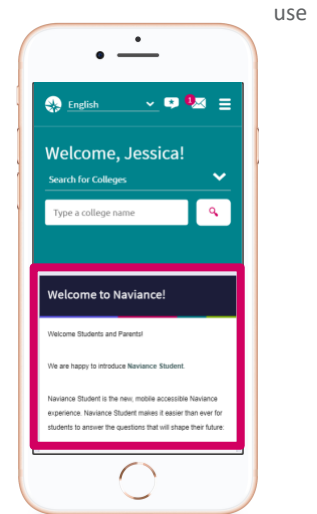 use
English
1
Welcome, Jessica!
Search for Colleges
Type a college name
Welcome to Naviance!
Welcome Students and Parents!
We are happy to introduce Naviance Student.
Naviance Student is the new, mobile accessible Naviance
experience. Naviance Student makes it easier than ever for
students to answer the questions that will shape their future: